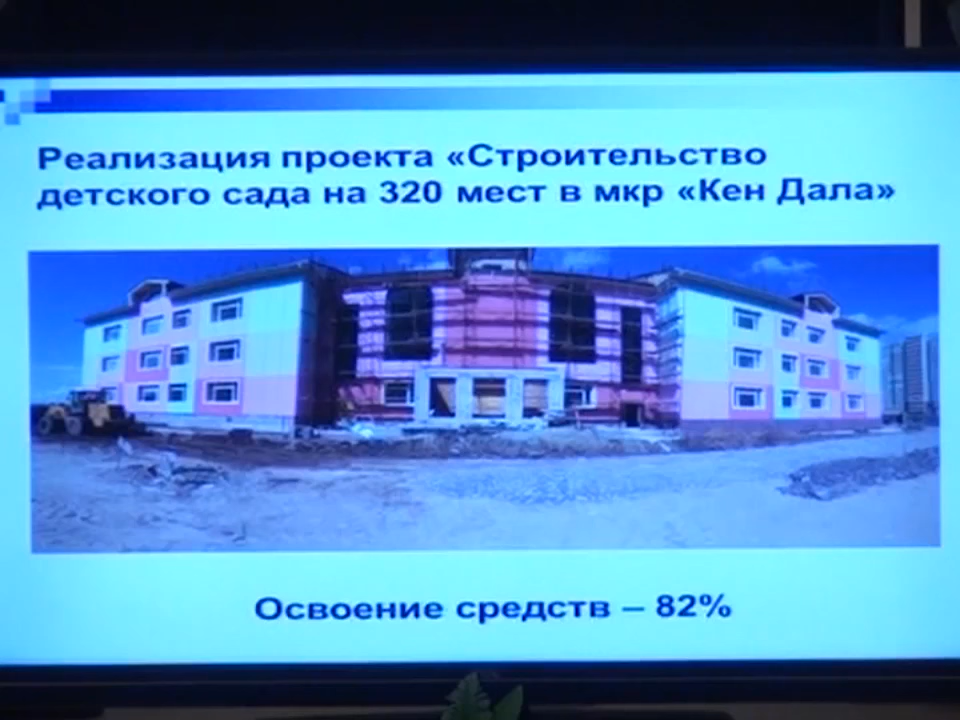 Реализация проекта «Строительство
детского сада на 320 мест в мкр «Кен Дала»
Освоение средств – 82%